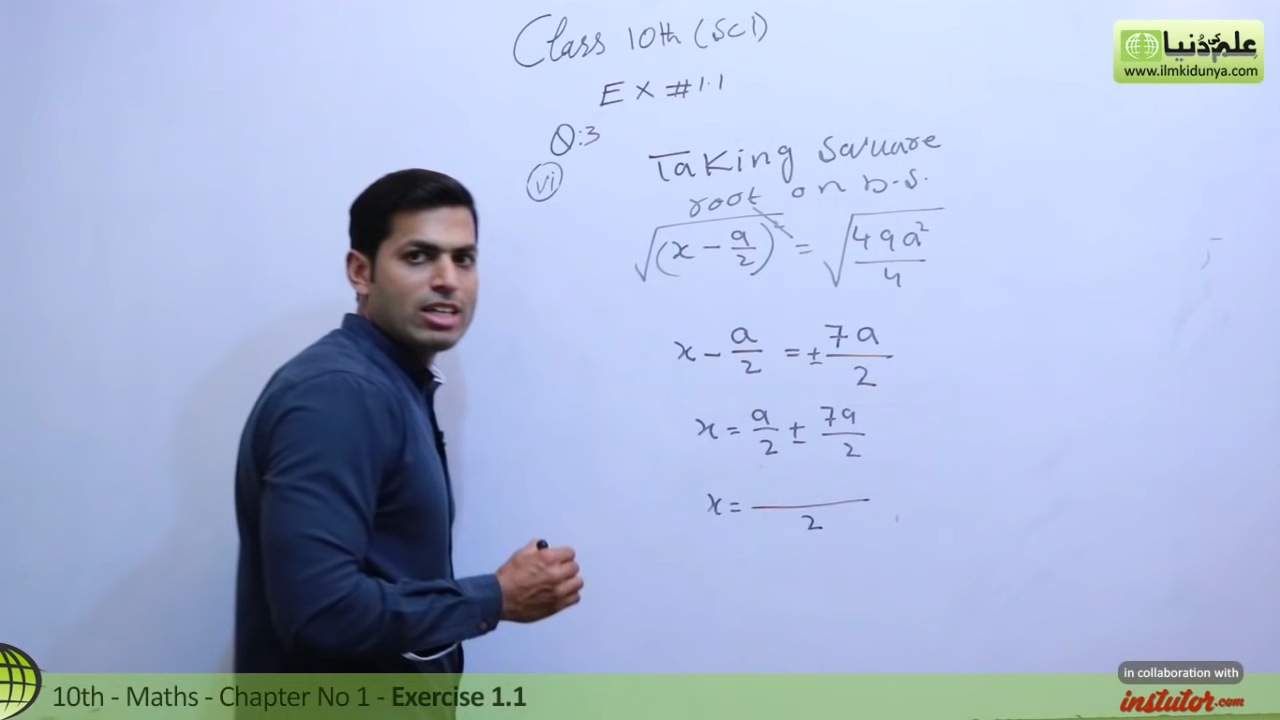 Class 10th (SCI)
Ex #1.1
Q:3
vi
Taking Square
root on b.s.
√(x - a/2)² = √49a²/4
x - a/2 = ± 7a/2
x = a/2 ± 7a/2
x = /2
علم کی دُنیا
www.ilmkidunya.com
10th - Maths - Chapter No 1 - Exercise 1.1
in collaboration with
instutor.com